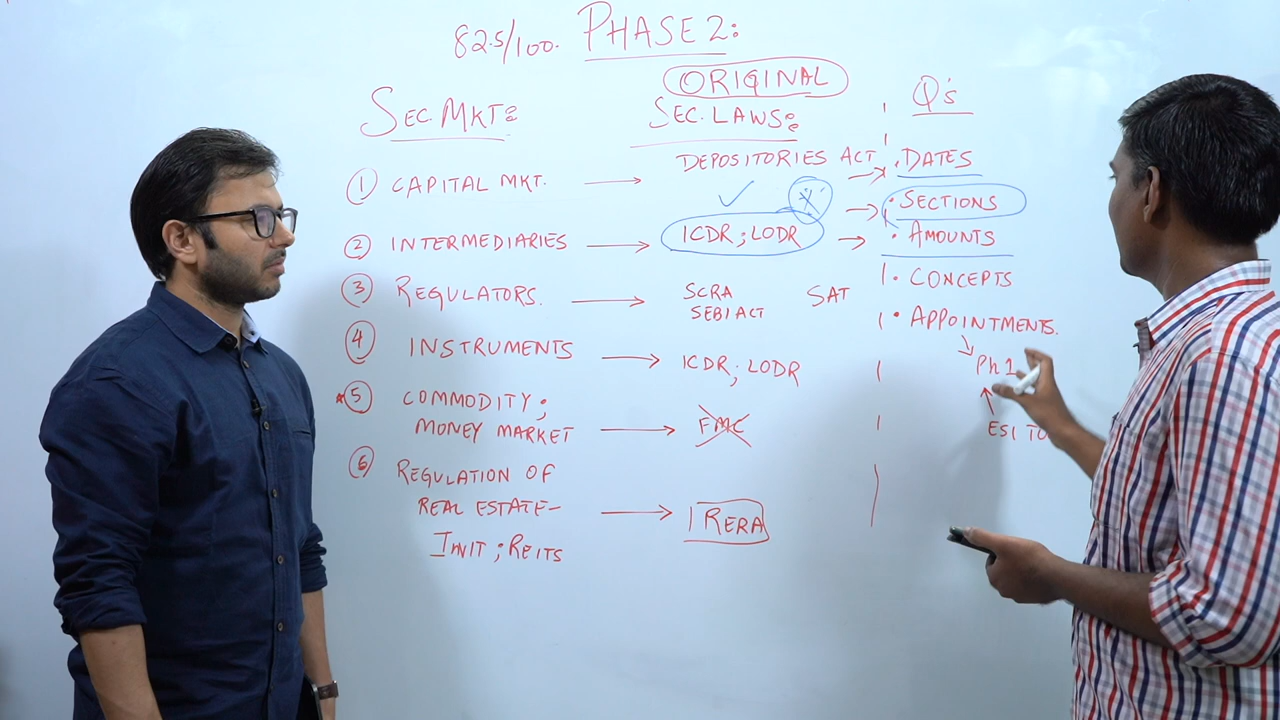 82.5/100. PHASE 2:
ORIGINAL
SEC. MKT:
SEC. LAWS:
Q's
① CAPITAL MKT. → DEPOSITORIES ACT → • DATES
② INTERMEDIARIES → ICDR; LODR → • SECTIONS
→ • AMOUNTS
③ REGULATORS. → SCRA SAT • CONCEPTS
SEBI ACT • APPOINTMENTS.
④ INSTRUMENTS → ICDR; LODR Ph 1
⑤ COMMODITY;
MONEY MARKET → FMC ESI TO
⑥ REGULATION OF
REAL ESTATE- → RERA
INVIT; REITS